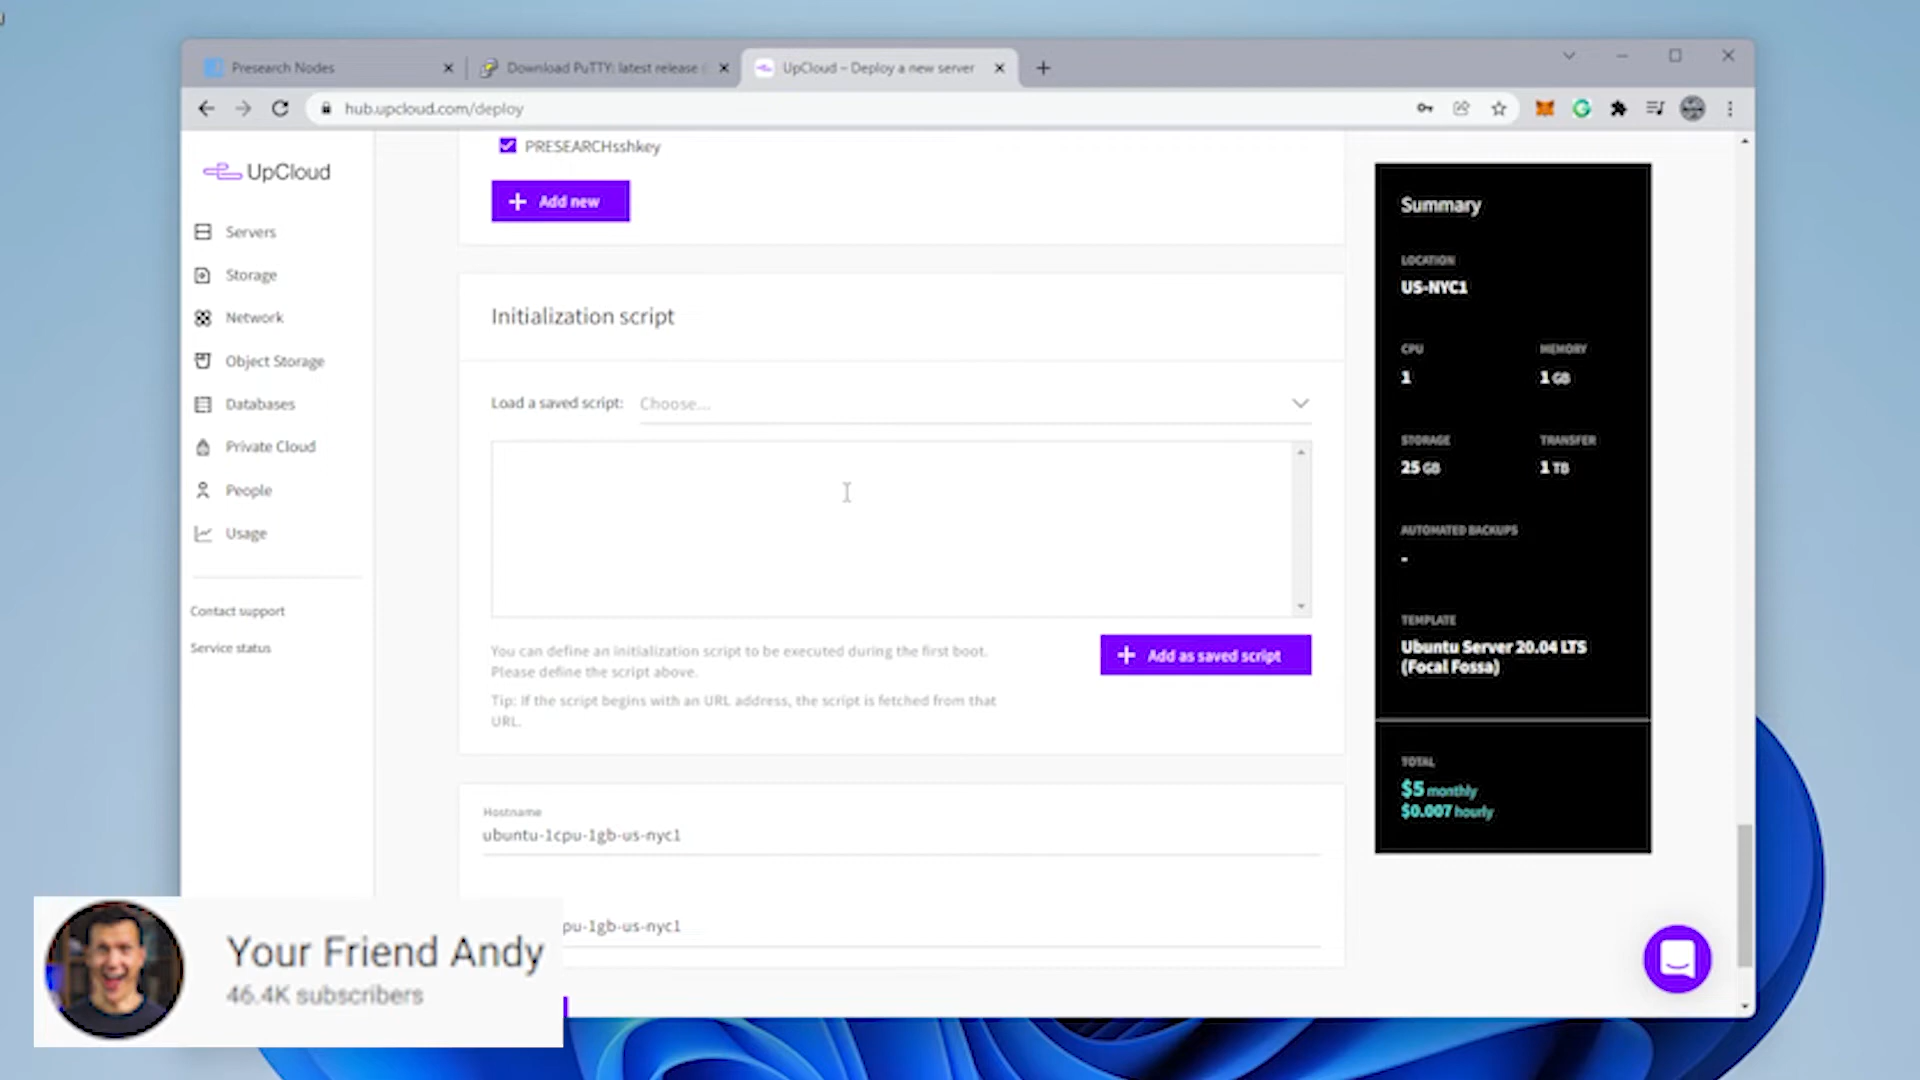 Presearch Nodes
Download PuTTY: latest release
UpCloud – Deploy a new server
hub.upcloud.com/deploy
UpCloud
Servers
Storage
Network
Object Storage
Databases
Private Cloud
People
Usage
Contact support
Service status
PRESEARCHsshkey
Add new
Initialization script
Load a saved script: Choose...
You can define an initialization script to be executed during the first boot.
Please define the script above.
Tip: If the script begins with an URL address, the script is fetched from that
URL.
Add as saved script
Hostname
ubuntu-1cpu-1gb-us-nyc1
pu-1gb-us-nyc1
Summary
LOCATION
US-NYC1
CPU MEMORY
1 1 GB
STORAGE TRANSFER
25 GB 1 TB
AUTOMATED BACKUPS
-
TEMPLATE
Ubuntu Server 20.04 LTS
(Focal Fossa)
TOTAL
$5 monthly
$0.007 hourly
Your Friend Andy
46.4K subscribers